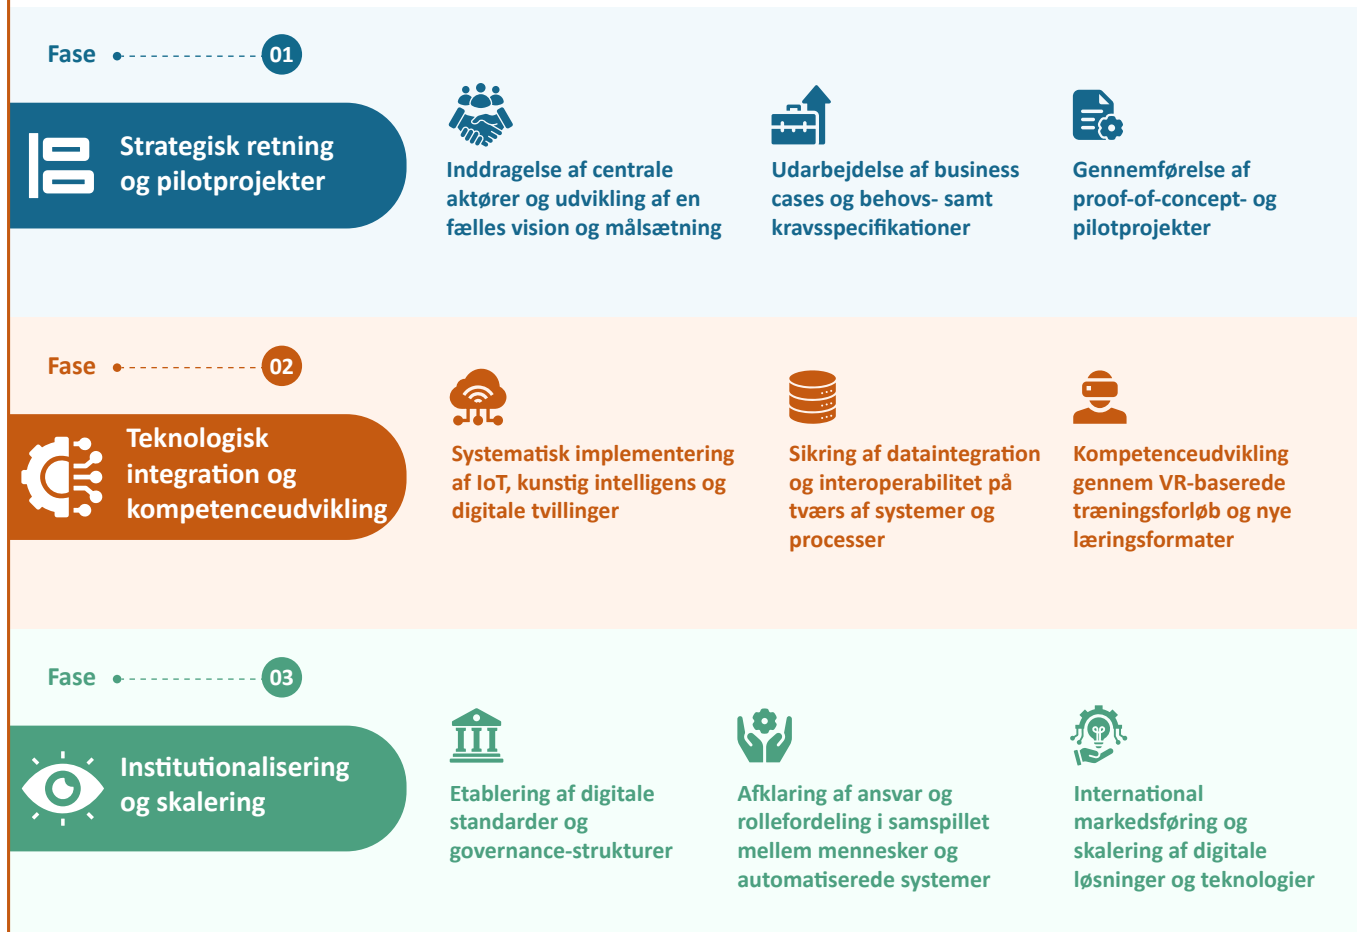 Fase 01
Strategisk retning
og pilotprojekter
Inddragelse af centrale
aktører og udvikling af en
fælles vision og målsætning
Udarbejdelse af business
cases og behovs- samt
kravsspecifikationer
Gennemførelse af
proof-of-concept- og
pilotprojekter
Fase 02
Teknologisk
integration og
kompetenceudvikling
Systematisk implementering
af IoT, kunstig intelligens og
digitale tvillinger
Sikring af dataintegration
og interoperabilitet på
tværs af systemer og
processer
Kompetenceudvikling
gennem VR-baserede
træningsforløb og nye
læringsformater
Fase 03
Institutionalisering
og skalering
Etablering af digitale
standarder og
governance-strukturer
Afklaring af ansvar og
rollefordeling i samspillet
mellem mennesker og
automatiserede systemer
International
markedsføring og
skalering af digitale
løsninger og teknologier